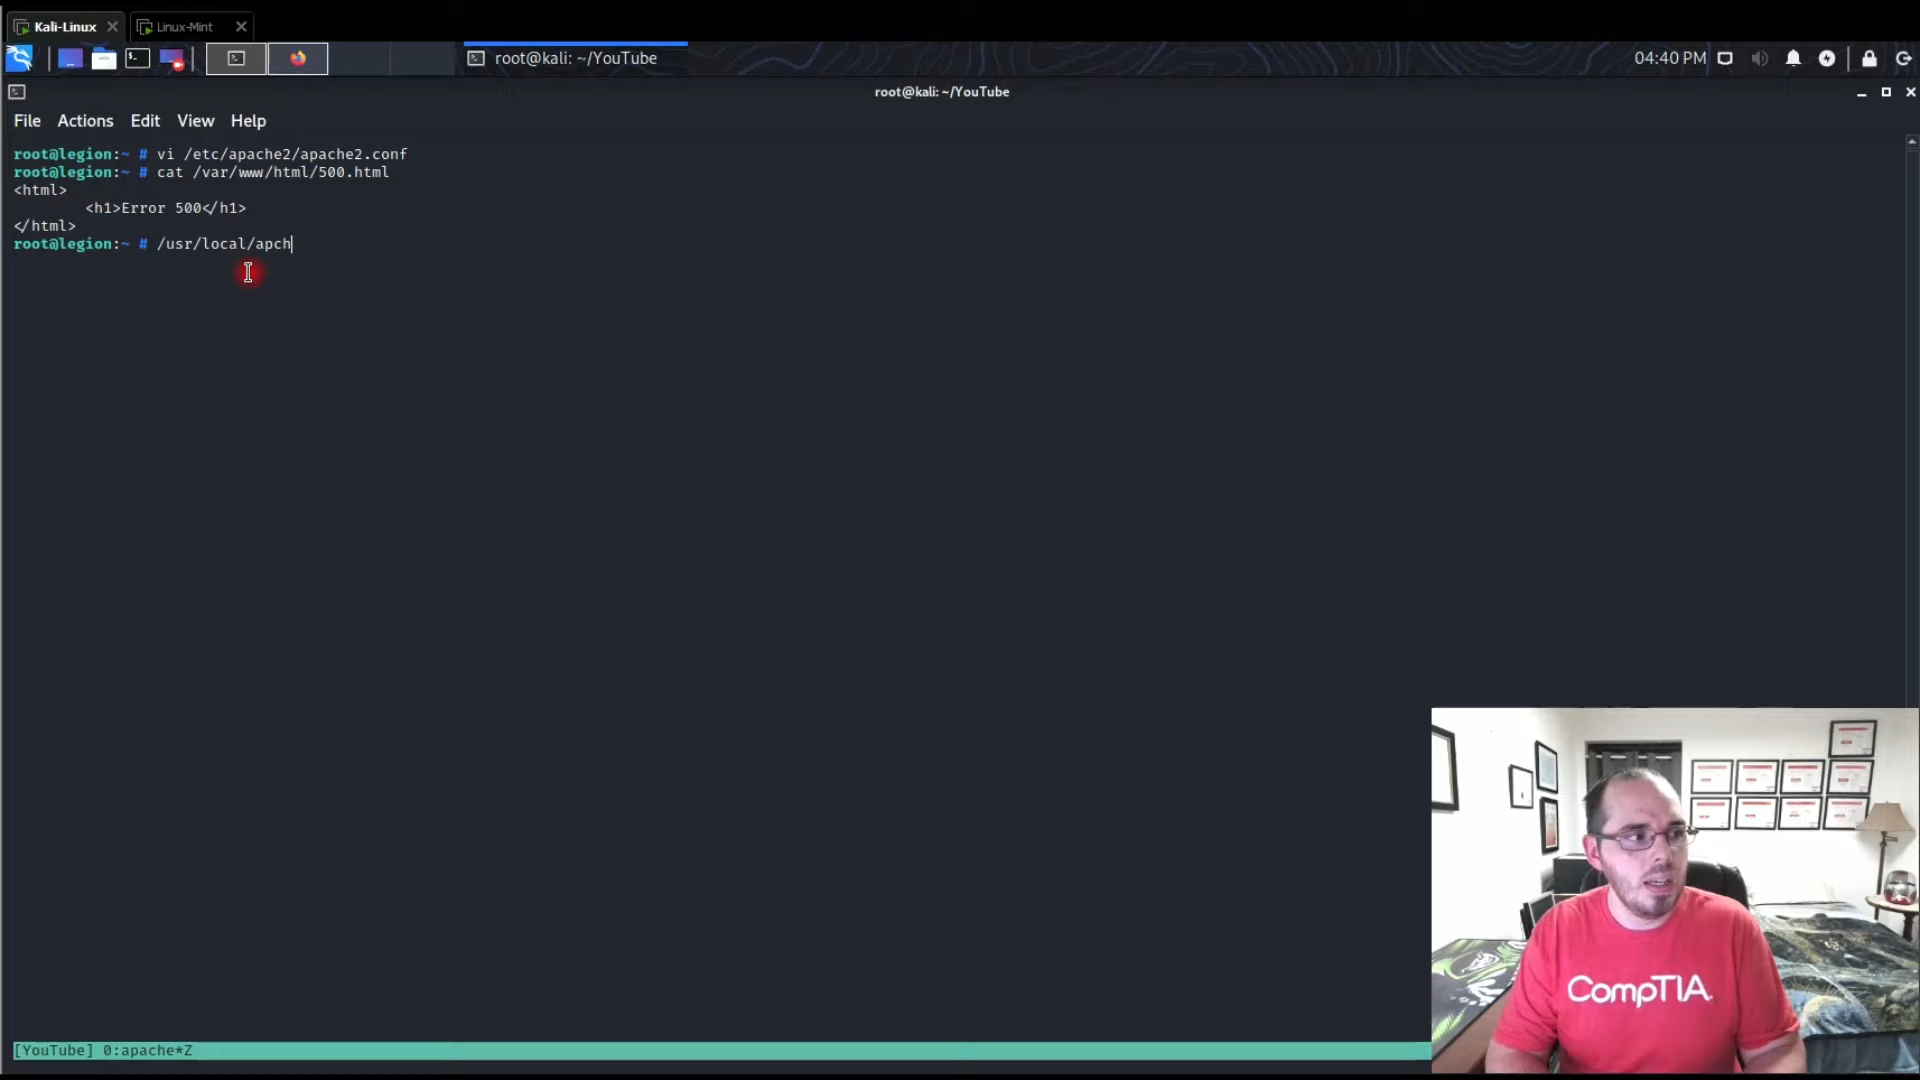 Kali-Linux
Linux-Mint
root@kali: ~/YouTube
04:40 PM
root@kali: ~/YouTube
File Actions Edit View Help
root@legion:~ # vi /etc/apache2/apache2.conf
root@legion:~ # cat /var/www/html/500.html
<html>
<h1>Error 500</h1>
</html>
root@legion:~ # /usr/local/apch
CompTIA.
[YouTube] 0:apache*Z